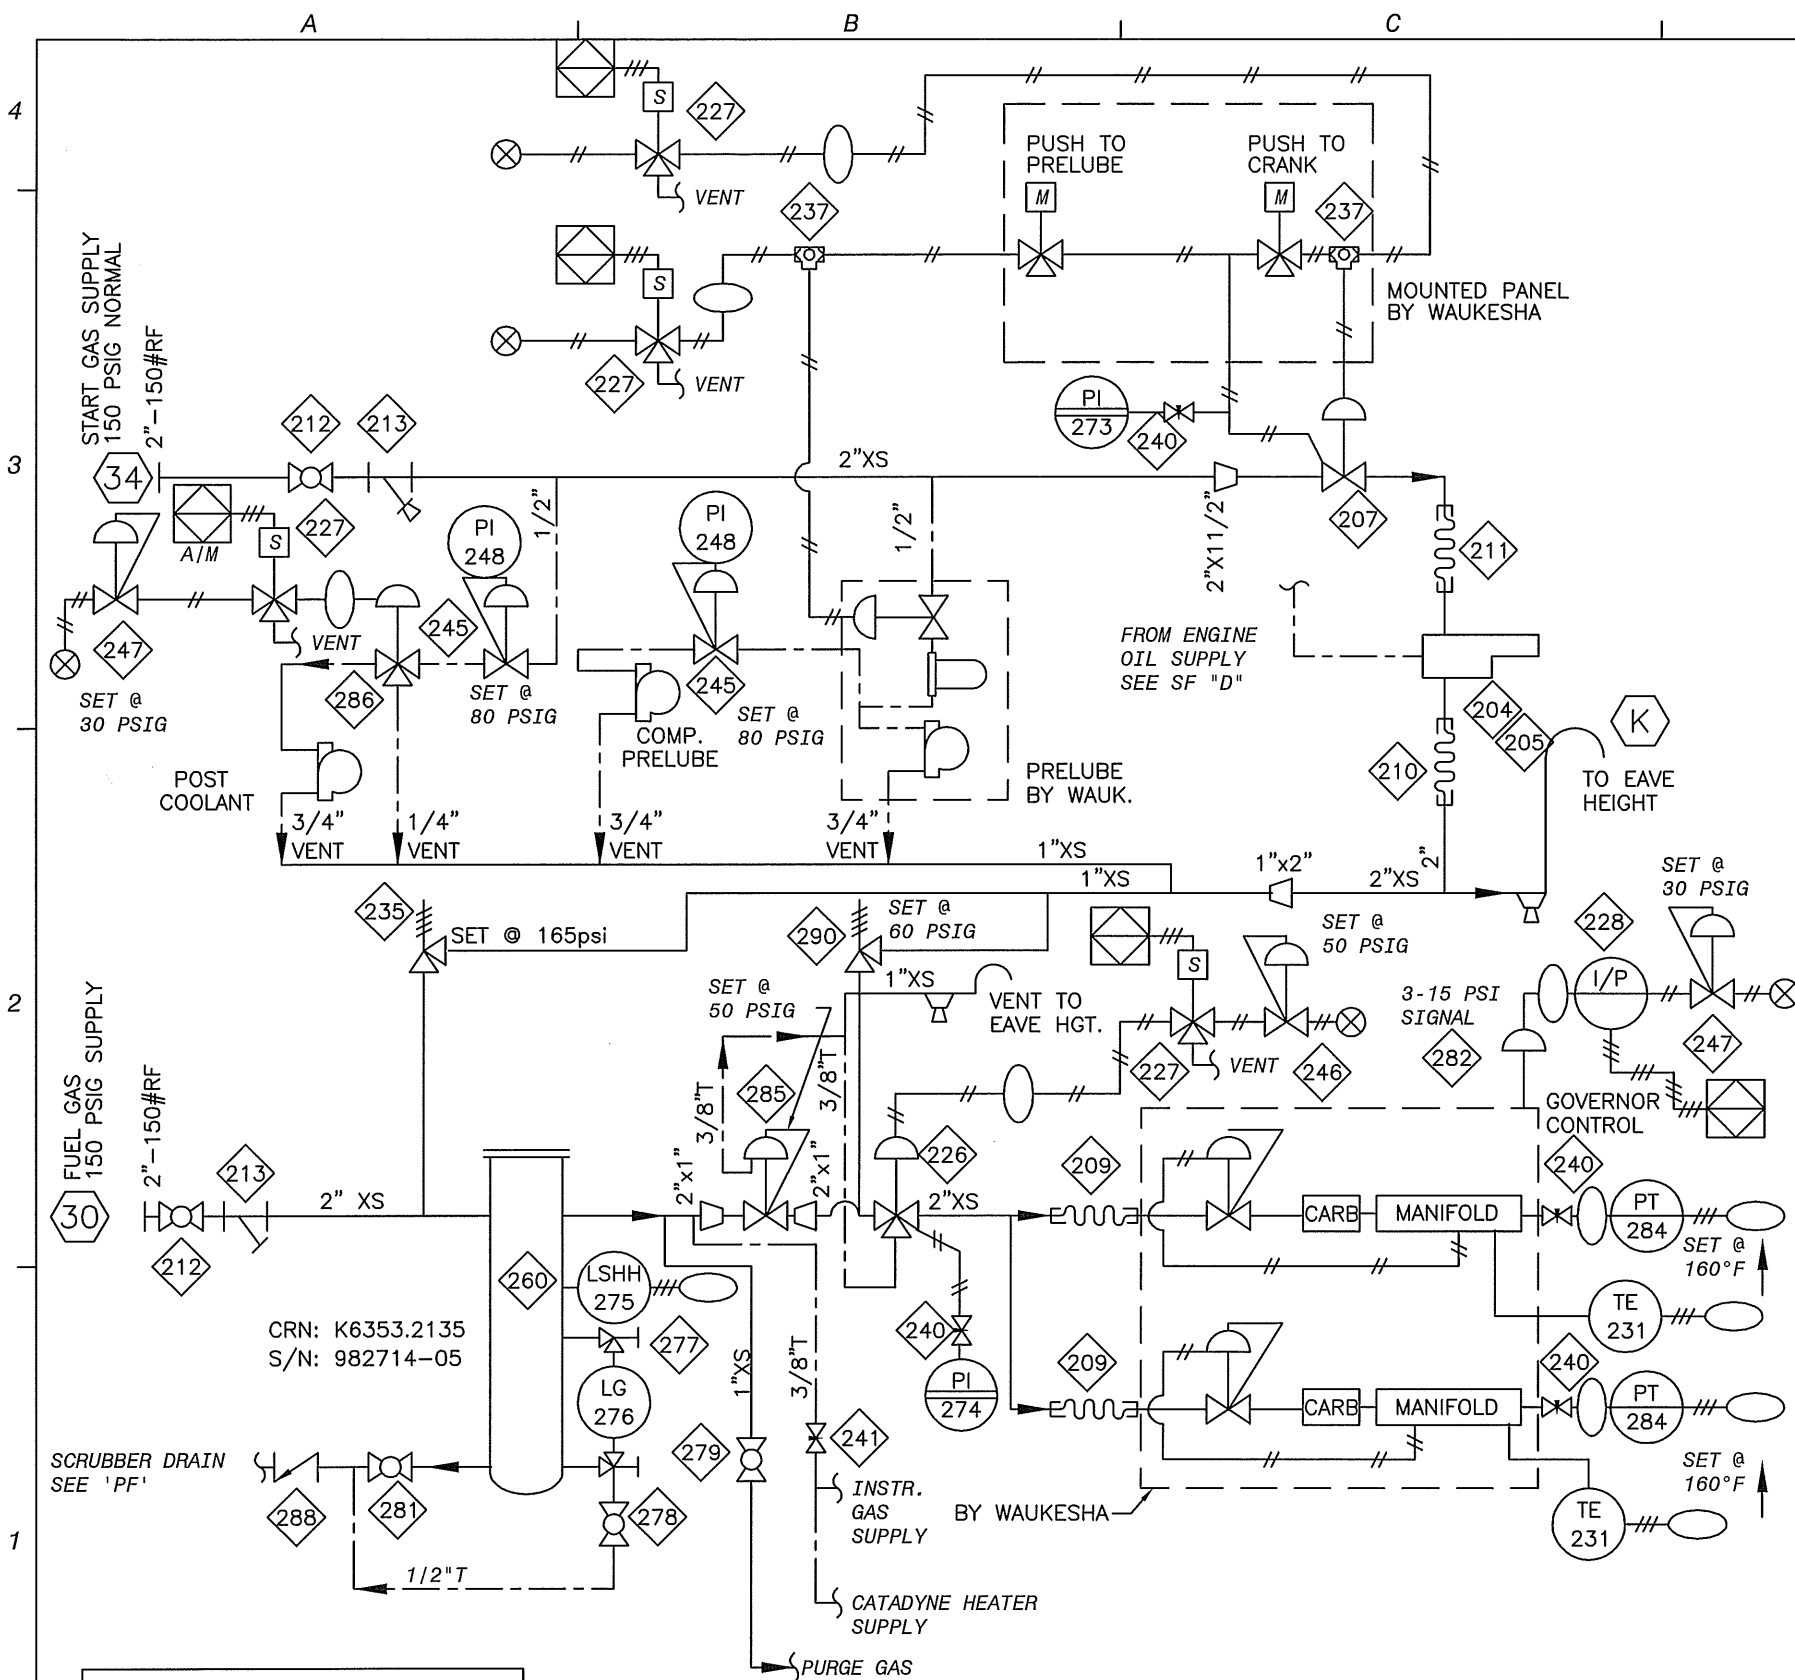 A
B
C
4
3
2
1
S
227
VENT
PUSH TO
PRELUBE
PUSH TO
CRANK
M
M
237
237
MOUNTED PANEL
BY WAUKESHA
S
227
VENT
START GAS SUPPLY
150 PSIG NORMAL
2"-150#RF
34
212
213
2"XS
PI
273
240
207
2"X11/2"
211
A/M
S
227
VENT
247
SET @
30 PSIG
286
245
PI
248
SET @
80 PSIG
1/2"
PI
248
245
SET @
80 PSIG
COMP.
PRELUBE
1/2"
PRELUBE
BY WAUK.
FROM ENGINE
OIL SUPPLY
SEE SF "D"
204
205
210
K
TO EAVE
HEIGHT
POST
COOLANT
3/4"
VENT
1/4"
VENT
3/4"
VENT
3/4"
VENT
1"XS
1"XS
1"x2"
2"XS
2"
235
SET @ 165psi
290
SET @
60 PSIG
1"XS
VENT TO
EAVE HGT.
SET @
50 PSIG
S
227
VENT
246
SET @
50 PSIG
228
I/P
3-15 PSI
SIGNAL
282
SET @
30 PSIG
247
GOVERNOR
CONTROL
FUEL GAS
150 PSIG SUPPLY
2"-150#RF
30
212
213
2" XS
260
CRN: K6353.2135
S/N: 982714-05
LSHH
275
277
LG
276
278
279
1"XS
2"x1"
3/8"T
285
2"x1"
3/8"T
226
2"XS
240
PI
274
3/8"T
241
INSTR.
GAS
SUPPLY
CATADYNE HEATER
SUPPLY
PURGE GAS
209
CARB
MANIFOLD
240
PT
284
SET @
160°F
TE
231
209
CARB
MANIFOLD
240
PT
284
SET @
160°F
TE
231
BY WAUKESHA
SCRUBBER DRAIN
SEE 'PF'
288
281
1/2"T